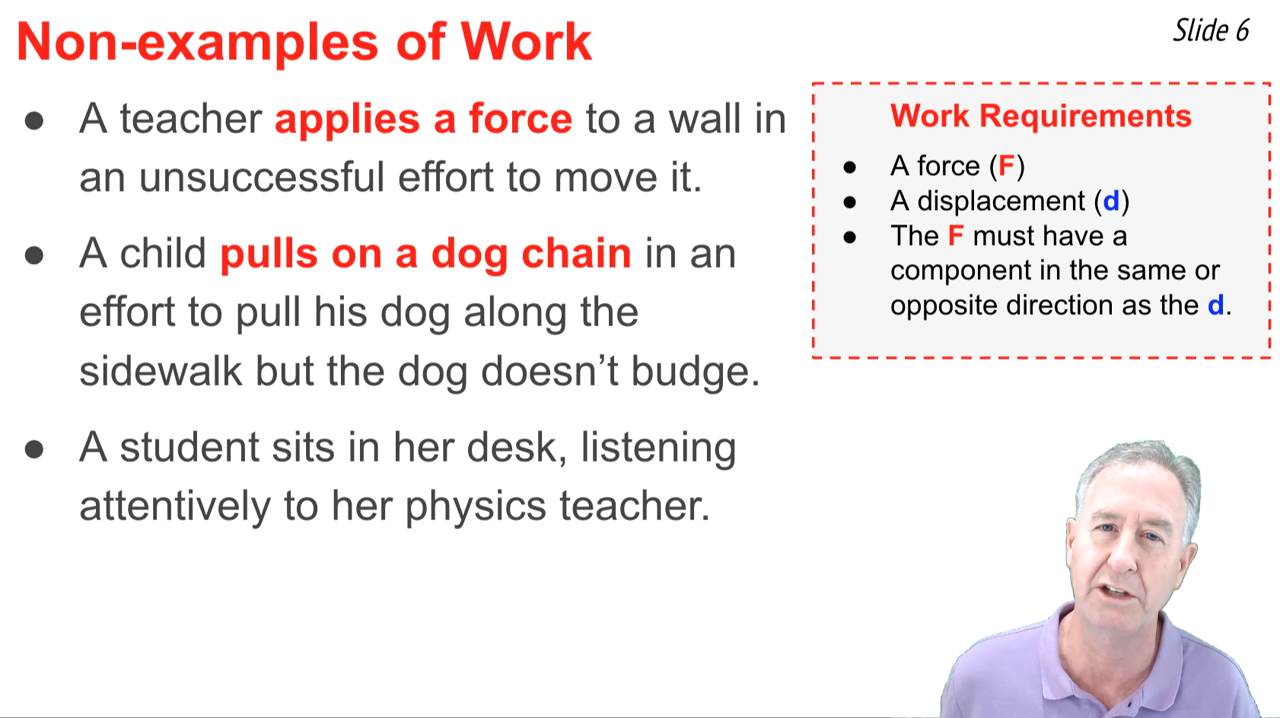 Non-examples of Work
Slide 6
● A teacher applies a force to a wall in
an unsuccessful effort to move it.
● A child pulls on a dog chain in an
effort to pull his dog along the
sidewalk but the dog doesn’t budge.
● A student sits in her desk, listening
attentively to her physics teacher.
Work Requirements
● A force (F)
● A displacement (d)
● The F must have a
component in the same or
opposite direction as the d.